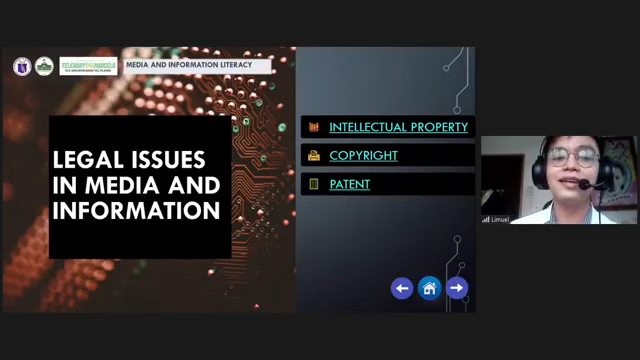 MEDIA AND INFORMATION LITERACY
LEGAL ISSUES
IN MEDIA AND
INFORMATION
INTELLECTUAL PROPERTY
COPYRIGHT
PATENT
Limuel